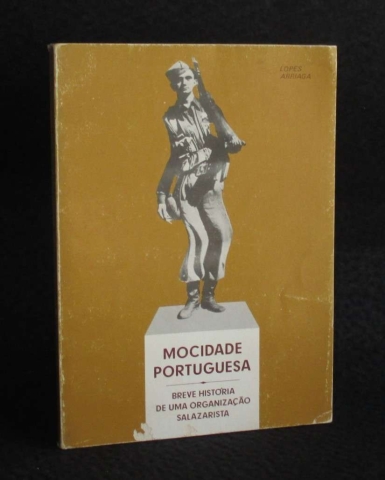 LOPES
ARRIAGA
MOCIDADE
PORTUGUESA
BREVE HISTÓRIA
DE UMA ORGANIZAÇÃO
SALAZARISTA